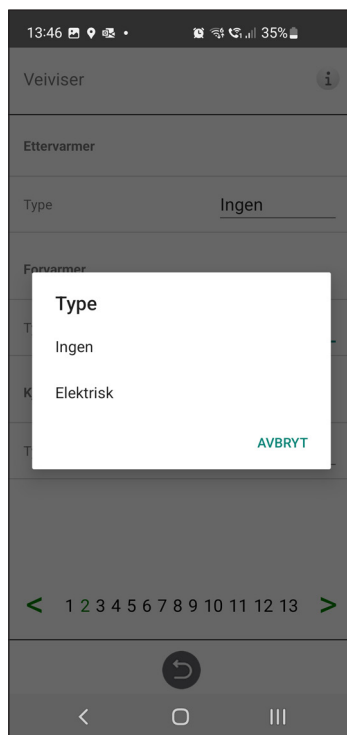 13:46 35%
Veiviser i
Ettervarmer
Type Ingen
Forvarmer
T
Type
Ingen
K Elektrisk
AVBRYT
T
< 1 2 3 4 5 6 7 8 9 10 11 12 13 >